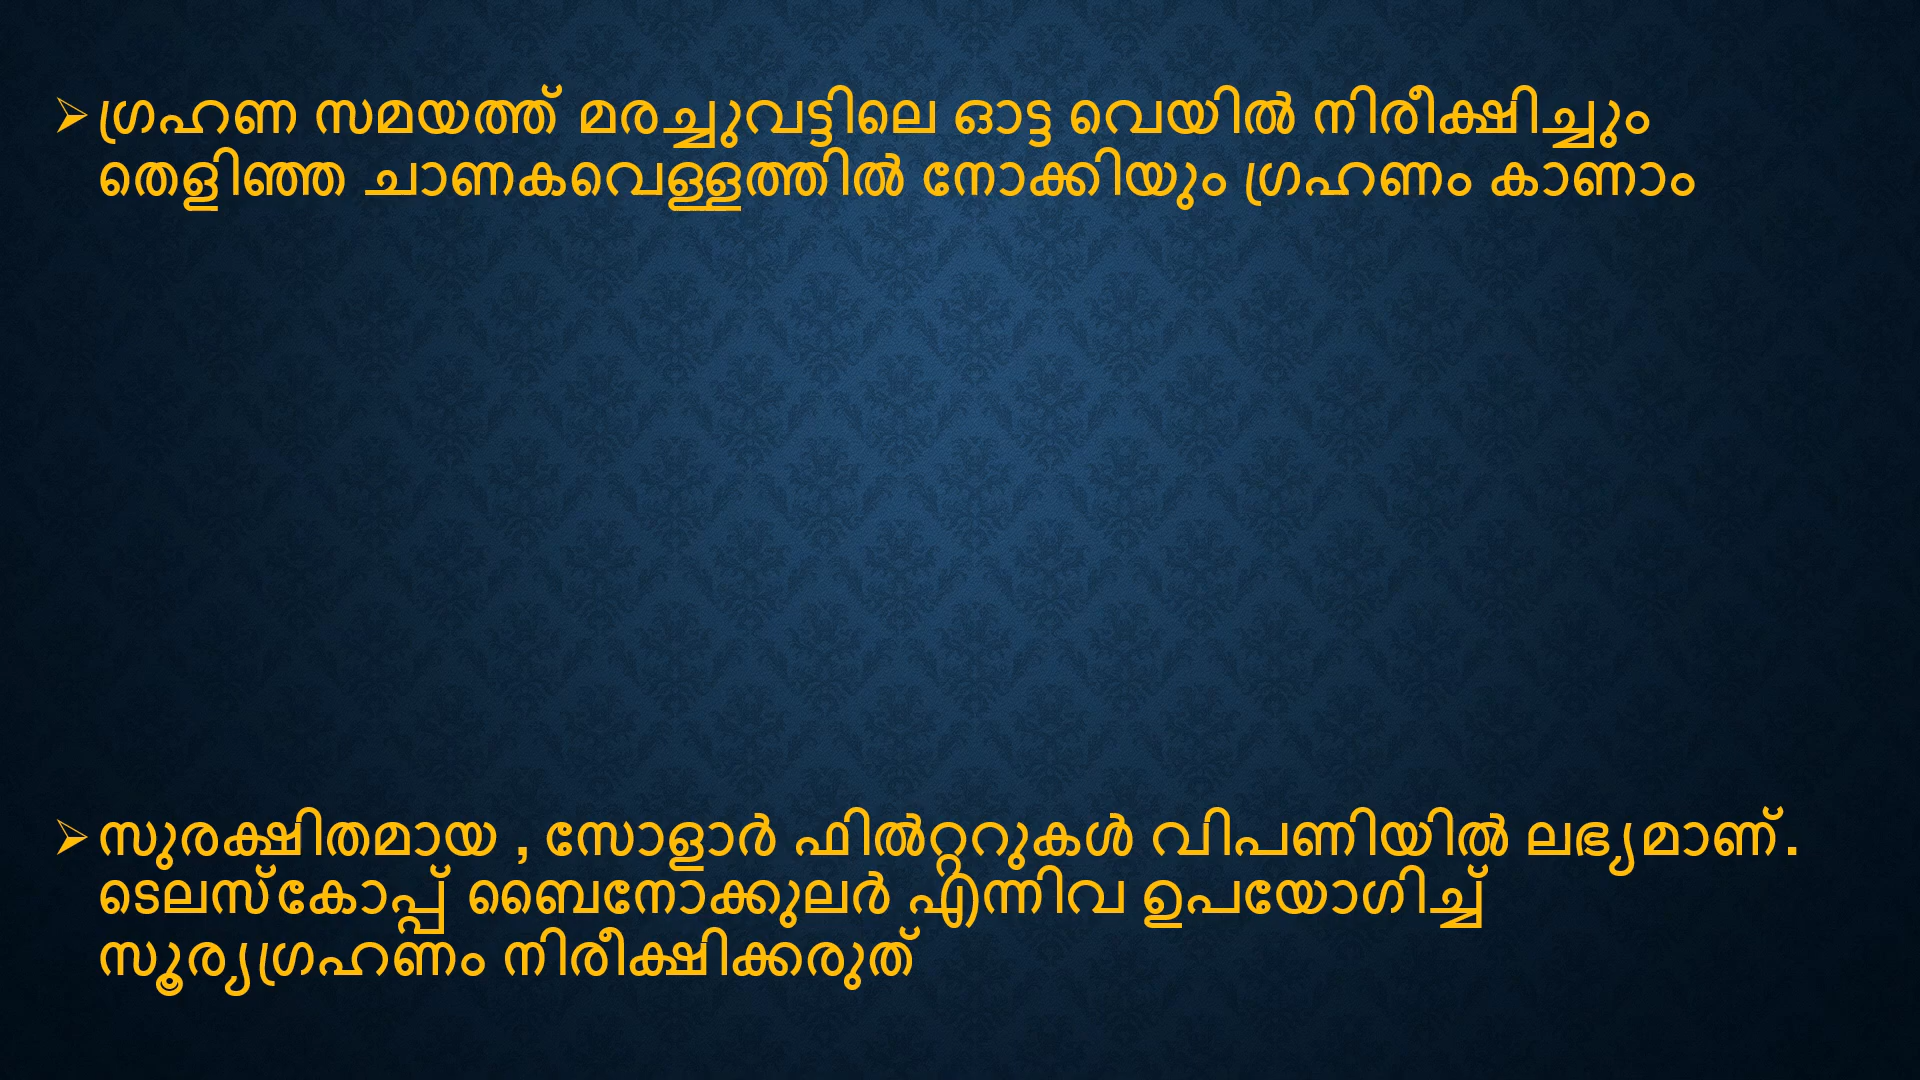 ➢ഗ്രഹണ സമയത്ത് മരച്ചുവട്ടിലെ ഓട്ട വെയിൽ നിരീക്ഷിച്ചും
തെളിഞ്ഞ ചാണകവെള്ളത്തിൽ നോക്കിയും ഗ്രഹണം കാണാം
➢സുരക്ഷിതമായ , സോളാർ ഫിൽറ്ററുകൾ വിപണിയിൽ ലഭ്യമാണ്.
ടെലസ്കോപ്പ് ബൈനോക്കുലർ എന്നിവ ഉപയോഗിച്ച്
സൂര്യഗ്രഹണം നിരീക്ഷിക്കരുത്